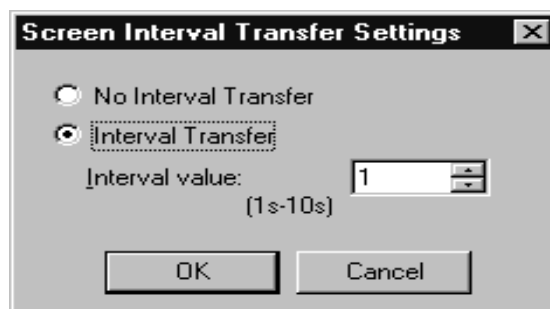 Screen Interval Transfer Settings
No Interval Transfer
Interval Transfer
Interval value: 1
(1s-10s)
OK Cancel